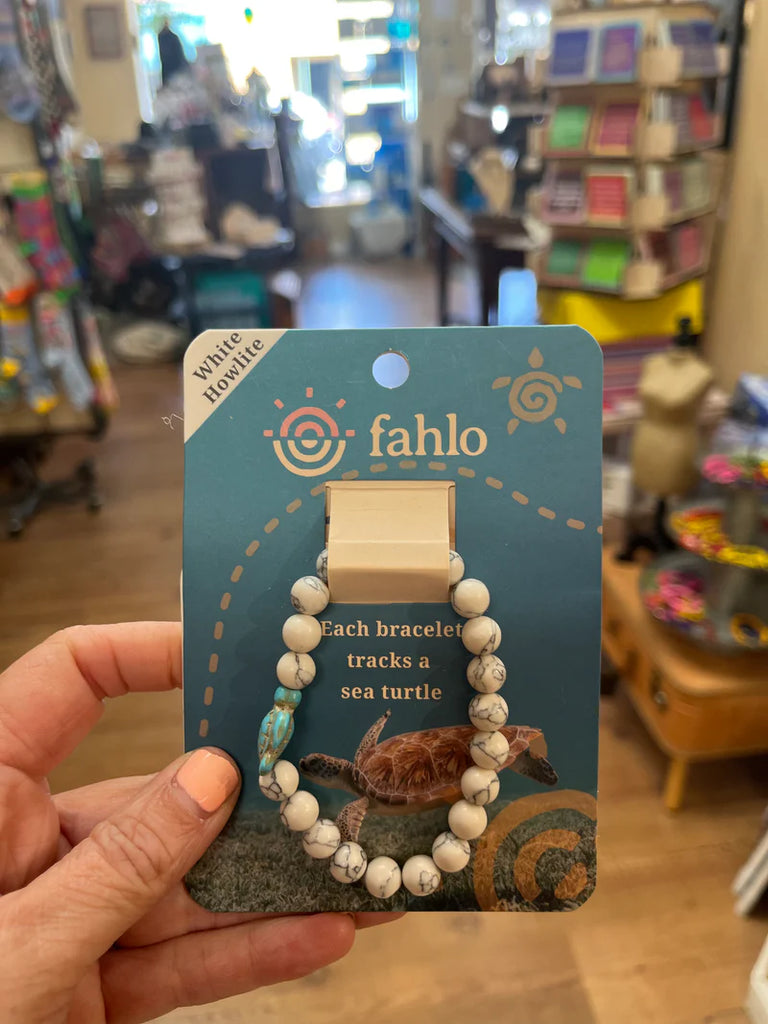 White
Howlite
fahlo
Each bracelet
tracks a
sea turtle